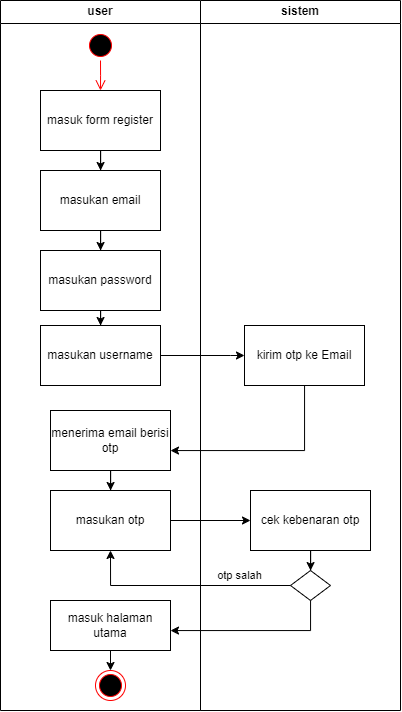 user
sistem
masuk form register
masukan email
masukan password
masukan username
kirim otp ke Email
menerima email berisi
otp
masukan otp
cek kebenaran otp
otp salah
masuk halaman
utama